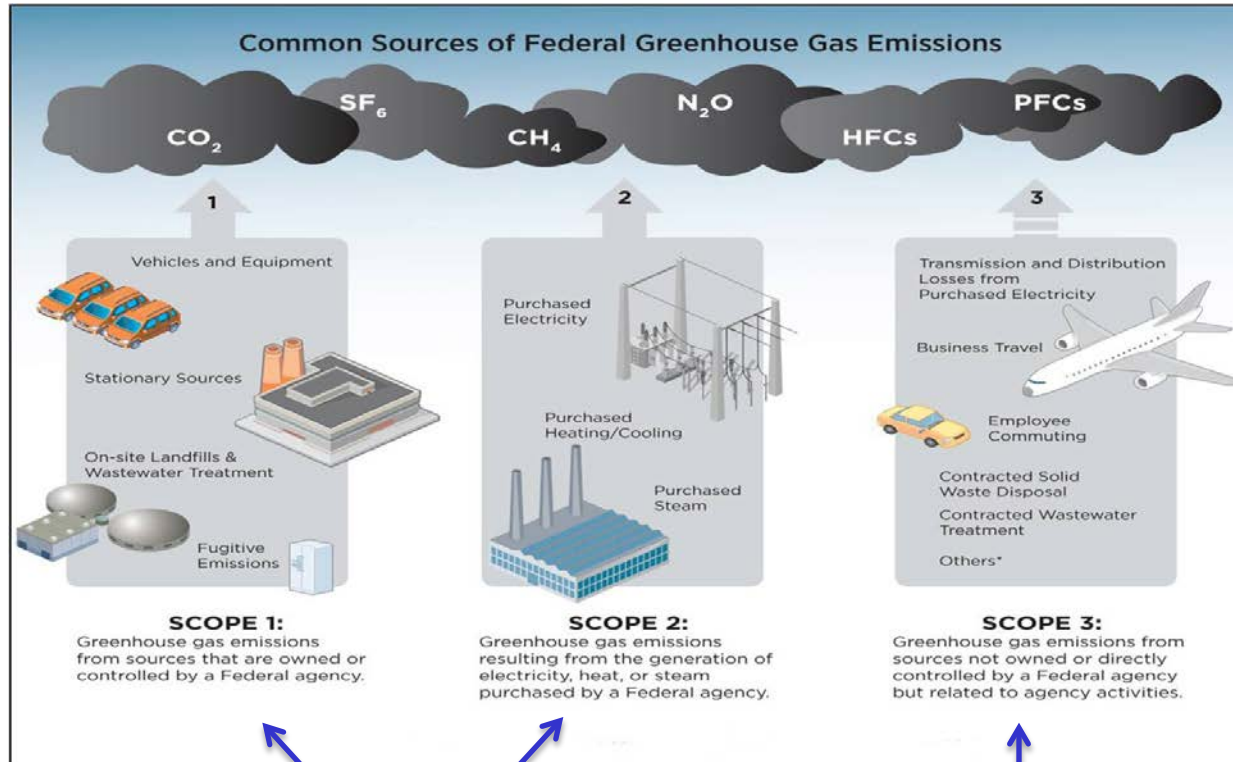 Common Sources of Federal Greenhouse Gas Emissions
CO₂
SF₆
CH₄
N₂O
HFCs
PFCs
1
Vehicles and Equipment
Stationary Sources
On-site Landfills &
Wastewater Treatment
Fugitive
Emissions
SCOPE 1:
Greenhouse gas emissions
from sources that are owned or
controlled by a Federal agency.
2
Purchased
Electricity
Purchased
Heating/Cooling
Purchased
Steam
SCOPE 2:
Greenhouse gas emissions
resulting from the generation of
electricity, heat, or steam
purchased by a Federal agency.
3
Transmission and Distribution
Losses from
Purchased Electricity
Business Travel
Employee
Commuting
Contracted Solid
Waste Disposal
Contracted Wastewater
Treatment
Others*
SCOPE 3:
Greenhouse gas emissions from
sources not owned or directly
controlled by a Federal agency
but related to agency activities.